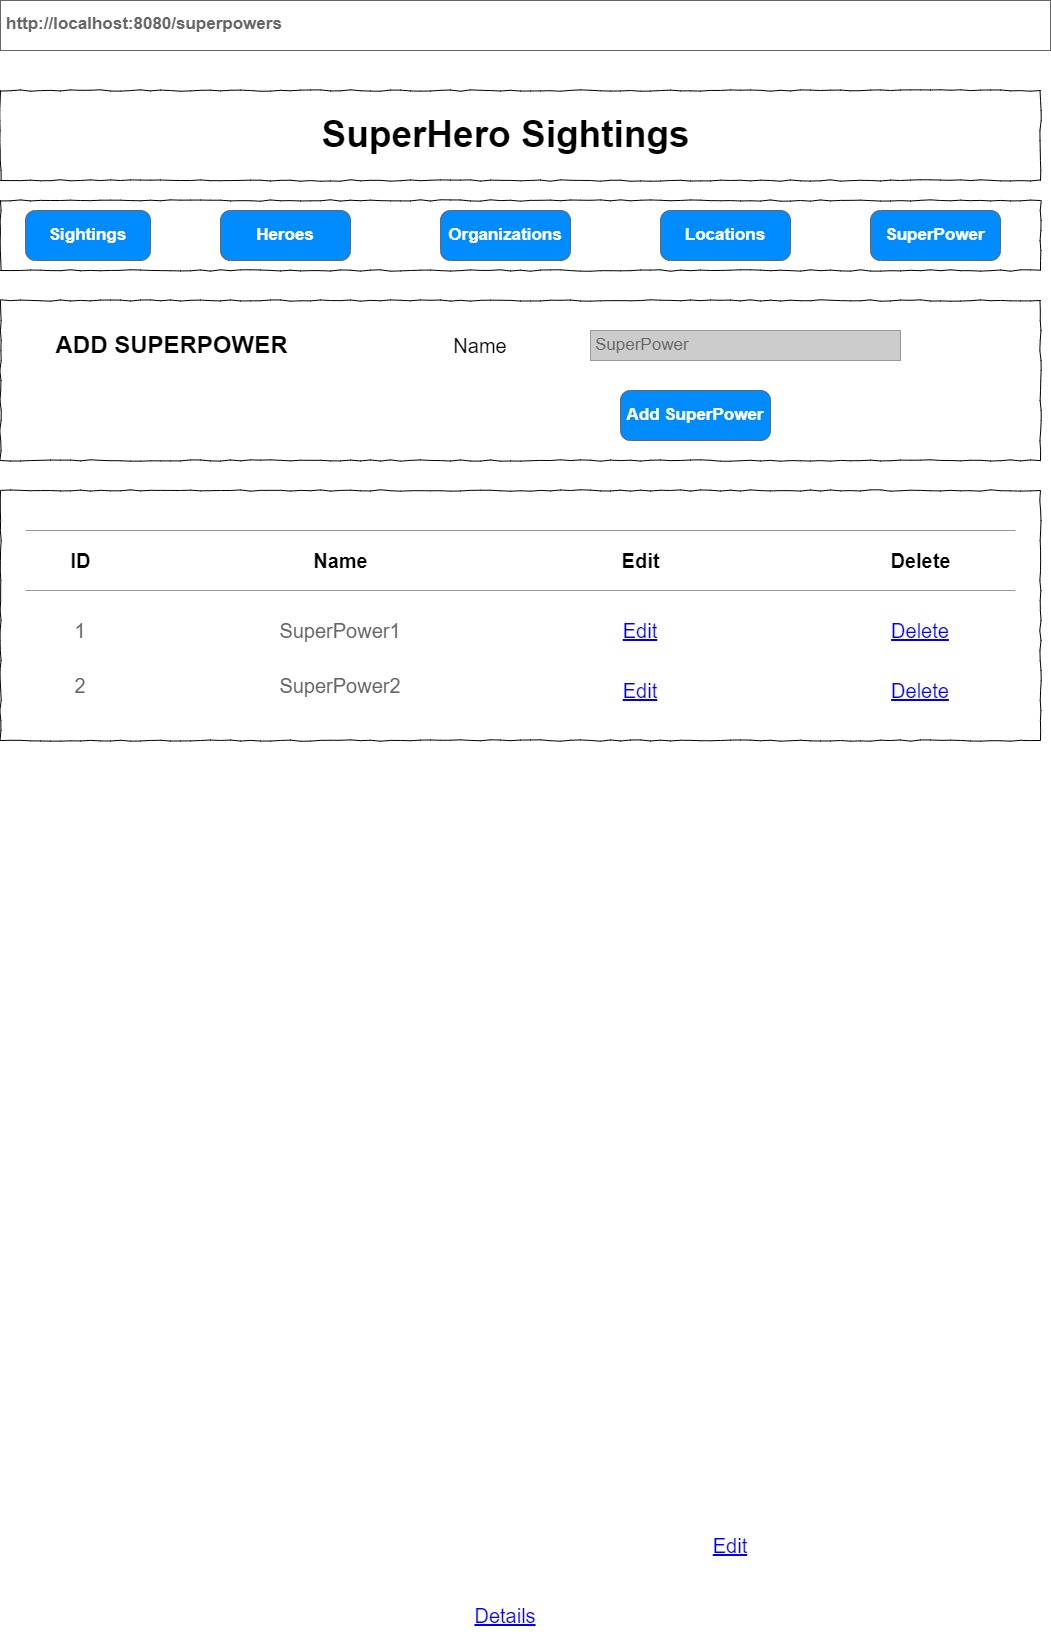 http://localhost:8080/superpowers
SuperHero Sightings
Sightings Heroes Organizations Locations SuperPower
ADD SUPERPOWER Name SuperPower
Add SuperPower
ID Name Edit Delete
1 SuperPower1 Edit Delete
2 SuperPower2 Edit Delete
Edit
Details